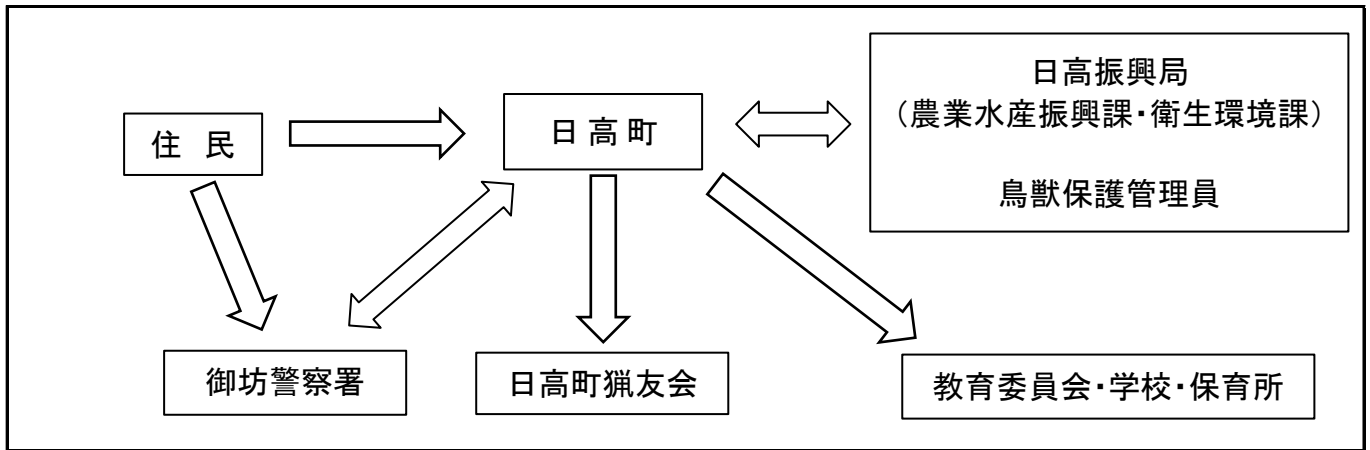 住 民
日 高 町
日高振興局
（農業水産振興課・衛生環境課）
鳥獣保護管理員
御坊警察署
日高町猟友会
教育委員会・学校・保育所